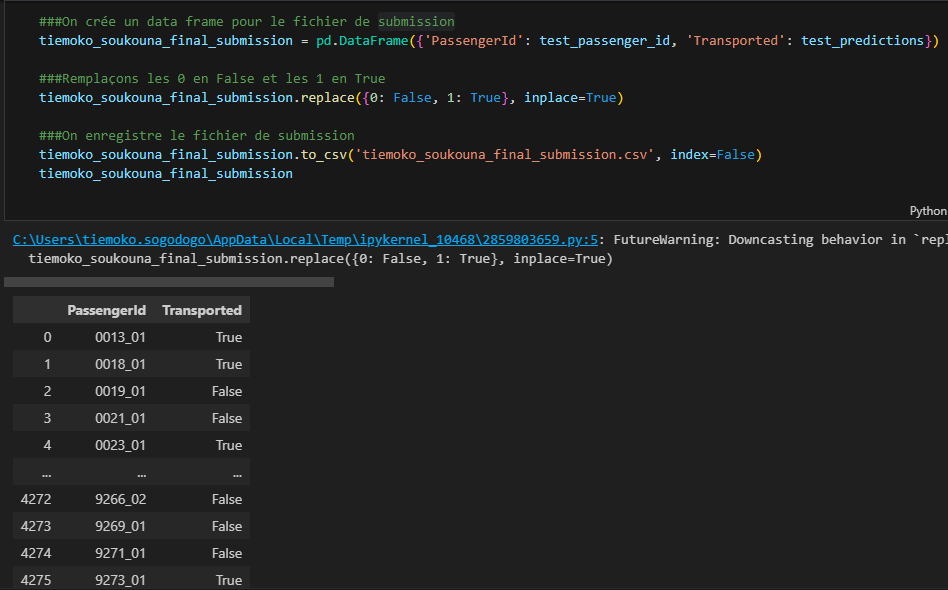 ###On crée un data frame pour le fichier de submission
tiemoko_soukouna_final_submission = pd.DataFrame({'PassengerId': test_passenger_id, 'Transported': test_predictions})
###Remplaçons les 0 en False et les 1 en True
tiemoko_soukouna_final_submission.replace({0: False, 1: True}, inplace=True)
###On enregistre le fichier de submission
tiemoko_soukouna_final_submission.to_csv('tiemoko_soukouna_final_submission.csv', index=False)
tiemoko_soukouna_final_submission
Python
C:\Users\tiemoko.sogodogo\AppData\Local\Temp\ipykernel_10468\2859803659.py:5: FutureWarning: Downcasting behavior in `repl
tiemoko_soukouna_final_submission.replace({0: False, 1: True}, inplace=True)
PassengerId Transported
0 0013_01 True
1 0018_01 True
2 0019_01 False
3 0021_01 False
4 0023_01 True
... ... ...
4272 9266_02 False
4273 9269_01 False
4274 9271_01 False
4275 9273_01 True